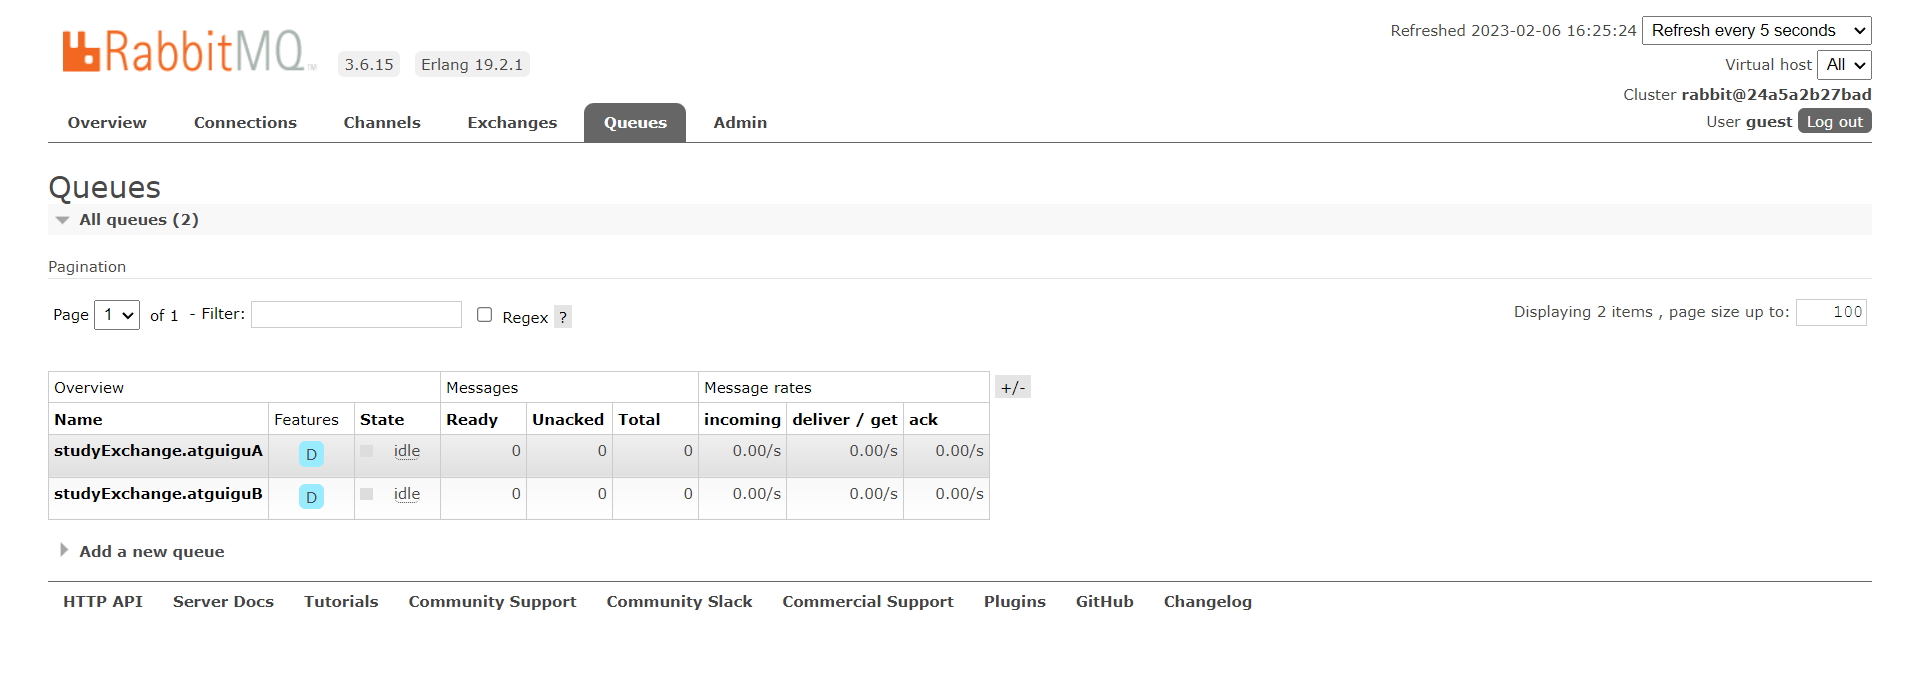 RabbitMQ TM 3.6.15 Erlang 19.2.1
Refreshed 2023-02-06 16:25:24 Refresh every 5 seconds
Virtual host All
Cluster rabbit@24a5a2b27bad
User guest Log out
Overview Connections Channels Exchanges Queues Admin
Queues
All queues (2)
Pagination
Page 1 of 1 - Filter: Regex ? Displaying 2 items , page size up to: 100
Overview Messages Message rates +/-
Name Features State Ready Unacked Total incoming deliver / get ack
studyExchange.atguiguA D idle 0 0 0 0.00/s 0.00/s 0.00/s
studyExchange.atguiguB D idle 0 0 0 0.00/s 0.00/s 0.00/s
Add a new queue
HTTP API Server Docs Tutorials Community Support Community Slack Commercial Support Plugins GitHub Changelog